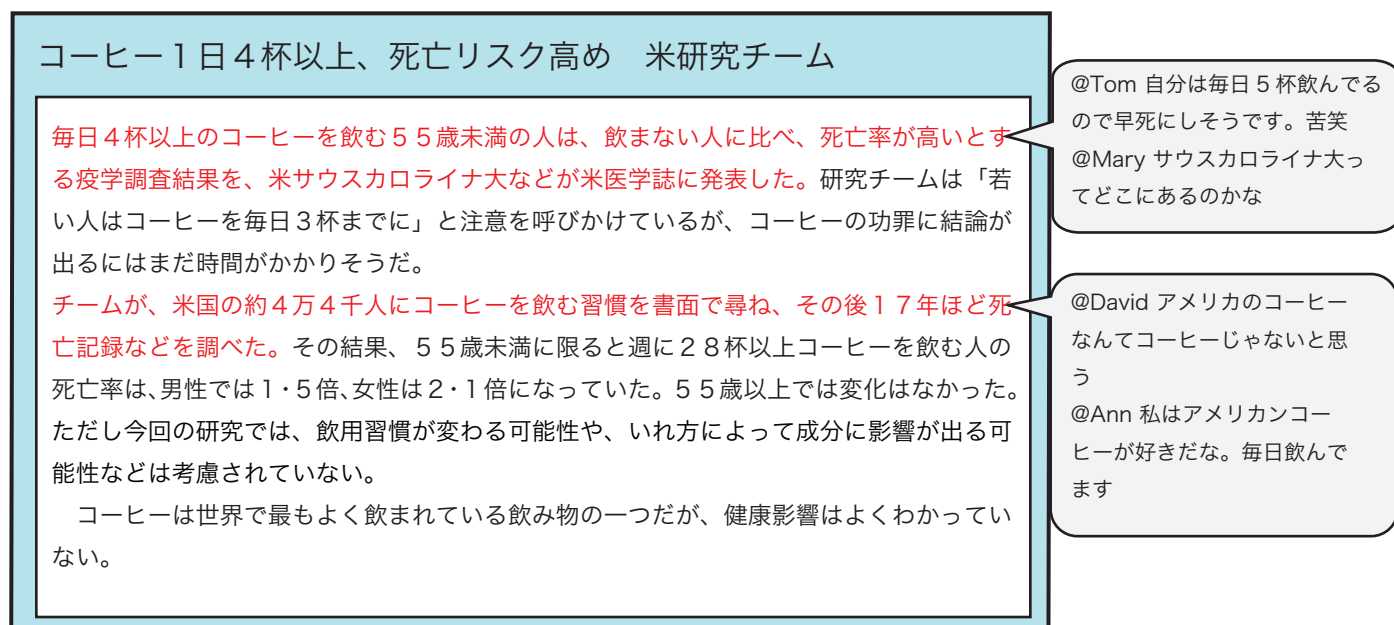 コーヒー１日４杯以上、死亡リスク高め　米研究チーム
毎日４杯以上のコーヒーを飲む５５歳未満の人は、飲まない人に比べ、死亡率が高いとす
る疫学調査結果を、米サウスカロライナ大などが米医学誌に発表した。研究チームは「若
い人はコーヒーを毎日３杯までに」と注意を呼びかけているが、コーヒーの功罪に結論が
出るにはまだ時間がかかりそうだ。
チームが、米国の約４万４千人にコーヒーを飲む習慣を書面で尋ね、その後１７年ほど死
亡記録などを調べた。その結果、５５歳未満に限ると週に２８杯以上コーヒーを飲む人の
死亡率は、男性では１・５倍、女性は２・１倍になっていた。５５歳以上では変化はなかった。
ただし今回の研究では、飲用習慣が変わる可能性や、いれ方によって成分に影響が出る可
能性などは考慮されていない。
　コーヒーは世界で最もよく飲まれている飲み物の一つだが、健康影響はよくわかってい
ない。
@Tom 自分は毎日５杯飲んでる
ので早死にしそうです。苦笑
@Mary サウスカロライナ大っ
てどこにあるのかな
@David アメリカのコーヒー
なんてコーヒーじゃないと思
う
@Ann 私はアメリカンコー
ヒーが好きだな。毎日飲んで
ます